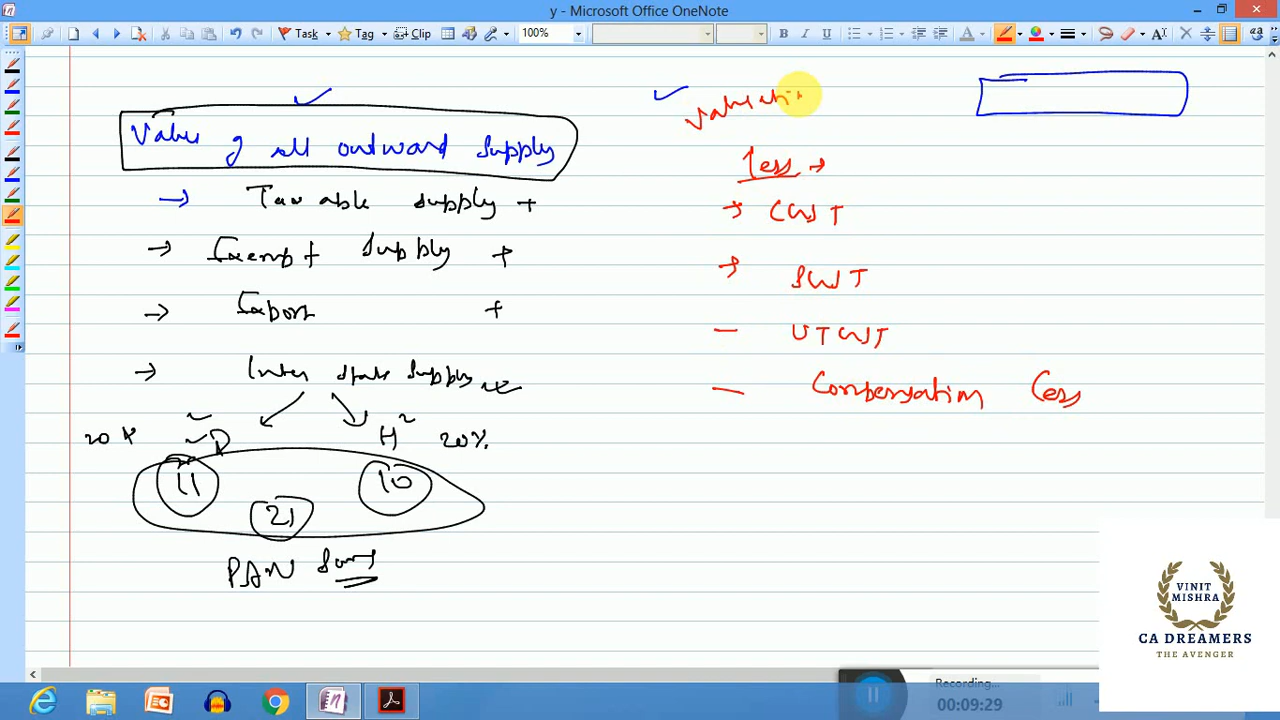 y - Microsoft Office OneNote
Task
Tag
Clip
100%
B I U
Value of all outward supply
→ Taxable supply +
→ Exempt supply +
→ Export +
→ Inter state supply
D H
20% 20%
11 10
21
PAN same
Valuation
Less →
→ CGST
→ SGST
- UTGST
- Compensation Cess
VINIT
MISHRA
CA DREAMERS
THE AVENGER
Recording...
00:09:29